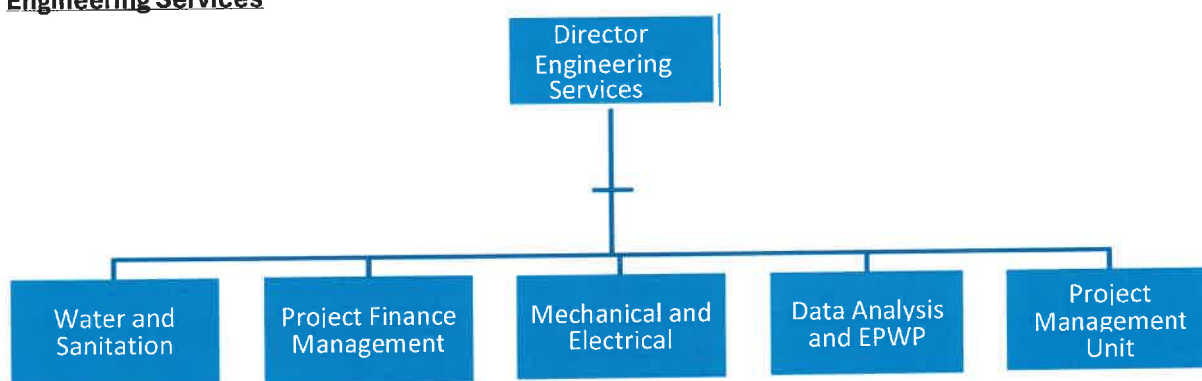 Engineering Services
Director
Engineering
Services
Water and
Sanitation
Project Finance
Management
Mechanical and
Electrical
Data Analysis
and EPWP
Project
Management
Unit